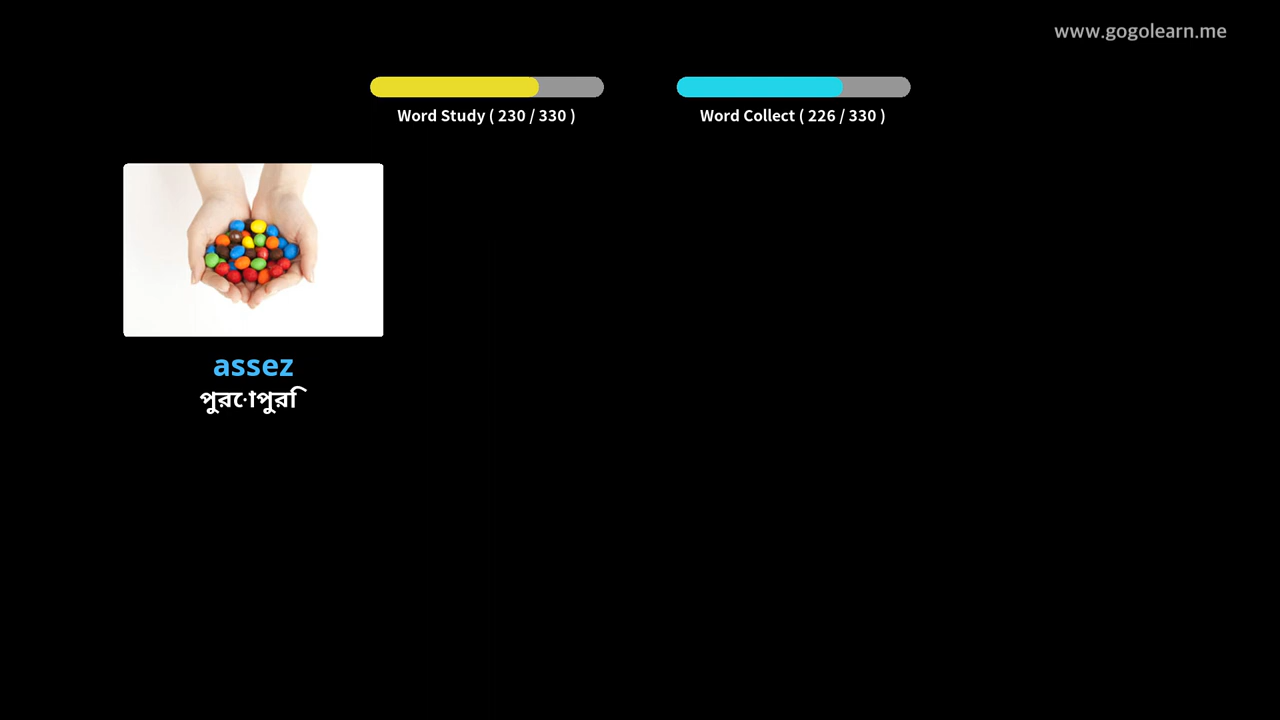 www.gogolearn.me
Word Study ( 230 / 330 )
Word Collect ( 226 / 330 )
assez
পুরোপুরি